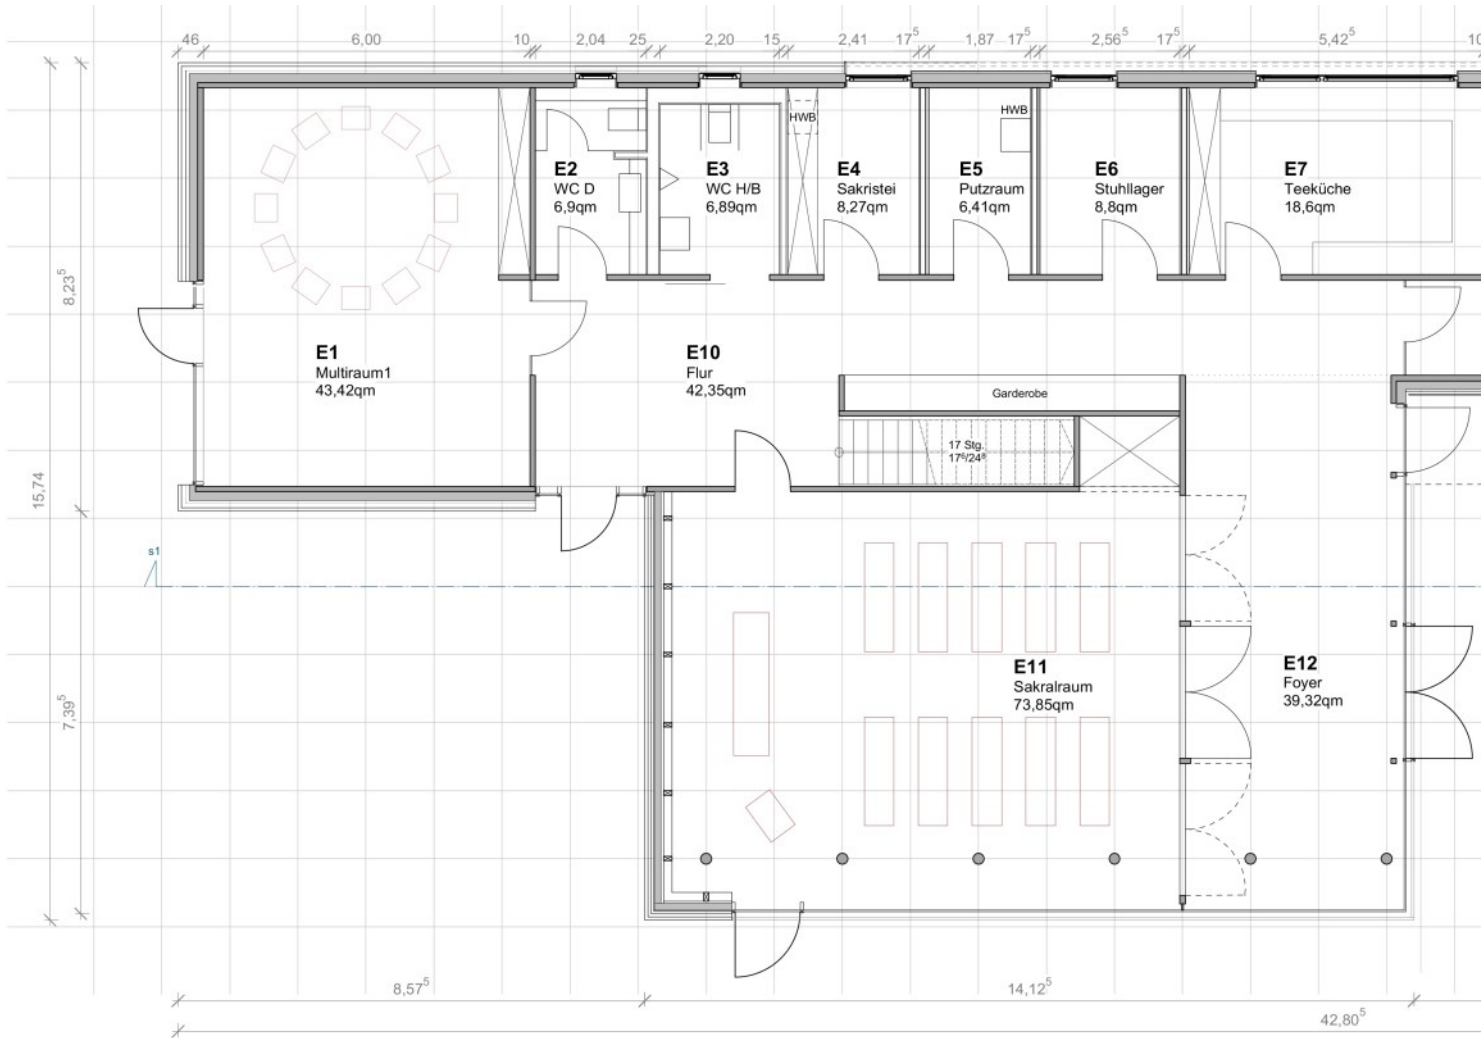 46 6,00 10 2,04 25 2,20 15 2,41 17⁵ 1,87 17⁵ 2,56⁵ 17⁵ 5,42⁵ 10
HWB
HWB
E2
WC D
6,9qm
E3
WC H/B
6,89qm
E4
Sakristei
8,27qm
E5
Putzraum
6,41qm
E6
Stuhllager
8,8qm
E7
Teeküche
18,6qm
8,23⁵
E1
Multiraum1
43,42qm
E10
Flur
42,35qm
Garderobe
17 Stg.
17⁶/24⁸
15,74
s1
7,39⁵
E11
Sakralraum
73,85qm
E12
Foyer
39,32qm
8,57⁵ 14,12⁵
42,80⁵